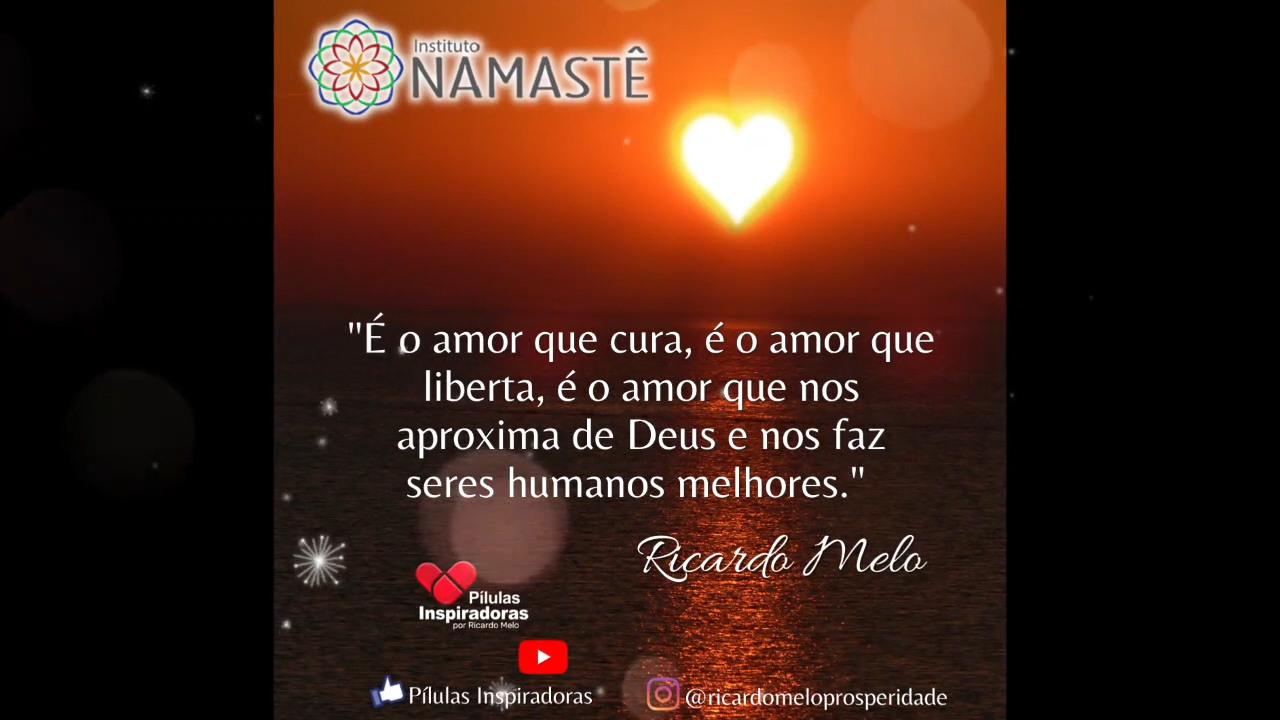 Instituto
NAMASTÊ
"É o amor que cura, é o amor que
liberta, é o amor que nos
aproxima de Deus e nos faz
seres humanos melhores."
Ricardo Melo
Pílulas
Inspiradoras
por Ricardo Melo
Pílulas Inspiradoras
@ricardomeloprosperidade